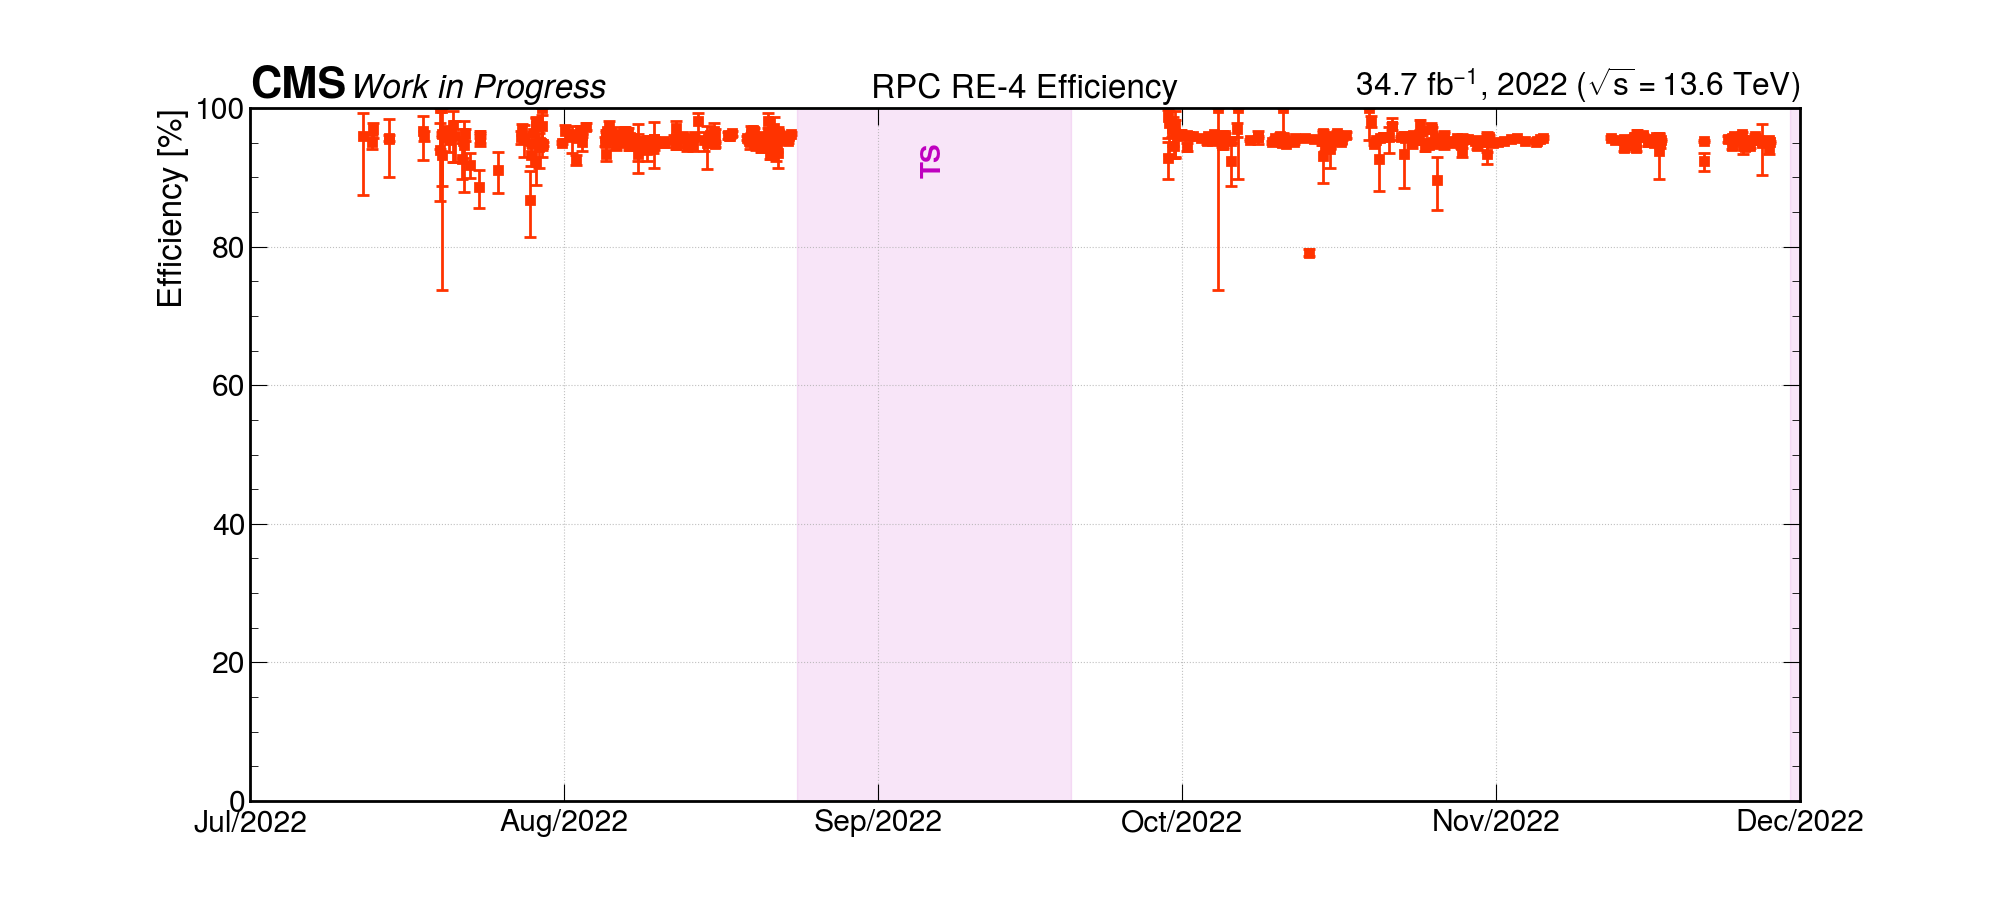 CMS Work in Progress RPC RE-4 Efficiency 34.7 fb⁻¹, 2022 (√s = 13.6 TeV)
Efficiency [%]
100
80
60
40
20
0
TS
Jul/2022 Aug/2022 Sep/2022 Oct/2022 Nov/2022 Dec/2022